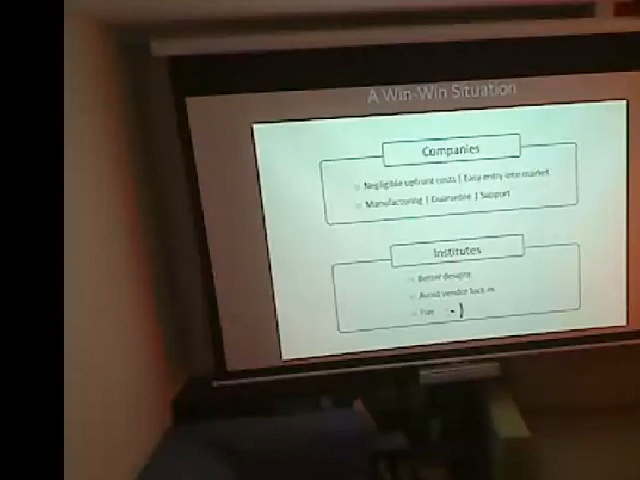 A Win-Win Situation
Companies
Negligible upfront costs | Easy entry into market
Manufacturing | Guarantee | Support
Institutes
Better designs
Avoid vendor lock-in
Fun :-)